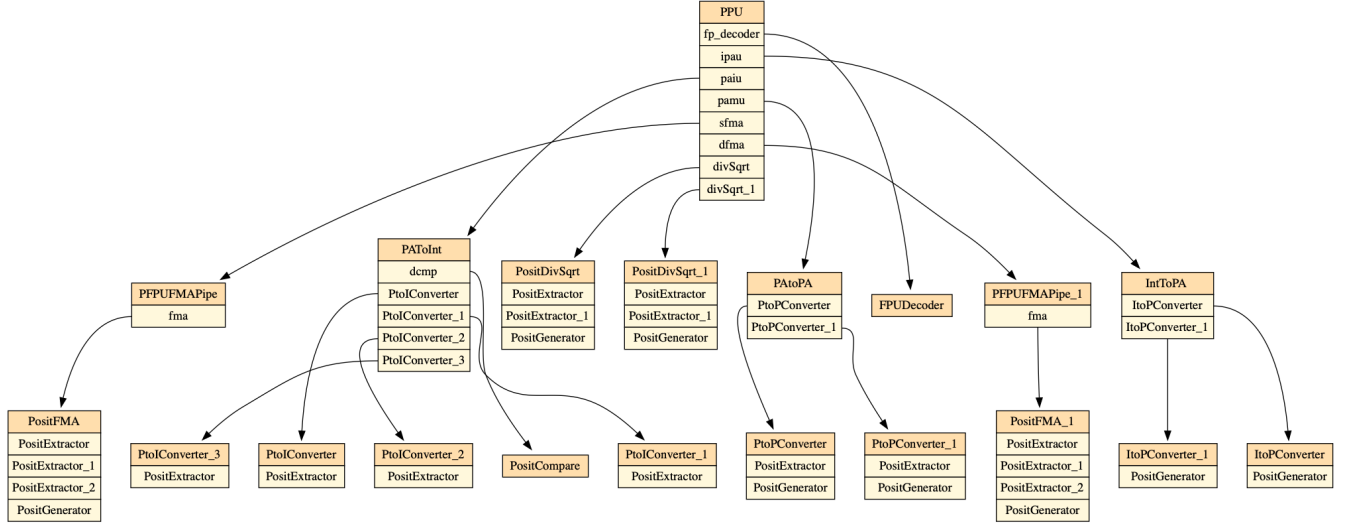 PPU
fp_decoder
ipau
paiu
pamu
sfma
dfma
divSqrt
divSqrt_1
PFPUFMAPipe
fma
PAToInt
dcmp
PtoIConverter
PtoIConverter_1
PtoIConverter_2
PtoIConverter_3
PositDivSqrt
PositExtractor
PositExtractor_1
PositGenerator
PositDivSqrt_1
PositExtractor
PositExtractor_1
PositGenerator
PAtoPA
PtoPConverter
PtoPConverter_1
FPUDecoder
PFPUFMAPipe_1
fma
IntToPA
ItoPConverter
ItoPConverter_1
PositFMA
PositExtractor
PositExtractor_1
PositExtractor_2
PositGenerator
PtoIConverter_3
PositExtractor
PtoIConverter
PositExtractor
PtoIConverter_2
PositExtractor
PositCompare
PtoIConverter_1
PositExtractor
PtoPConverter
PositExtractor
PositGenerator
PtoPConverter_1
PositExtractor
PositGenerator
PositFMA_1
PositExtractor
PositExtractor_1
PositExtractor_2
PositGenerator
ItoPConverter_1
PositGenerator
ItoPConverter
PositGenerator